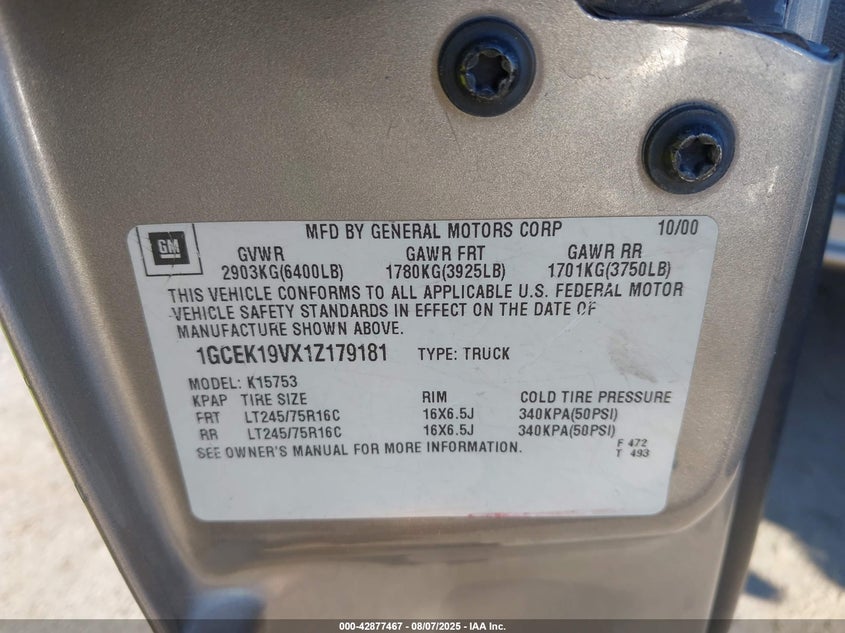 GM
MFD BY GENERAL MOTORS CORP 10/00
GVWR GAWR FRT GAWR RR
2903KG(6400LB) 1780KG(3925LB) 1701KG(3750LB)
THIS VEHICLE CONFORMS TO ALL APPLICABLE U.S. FEDERAL MOTOR
VEHICLE SAFETY STANDARDS IN EFFECT ON THE DATE OF
MANUFACTURE SHOWN ABOVE.
1GCEK19VX1Z179181 TYPE: TRUCK
MODEL: K15753
KPAP TIRE SIZE RIM COLD TIRE PRESSURE
FRT LT245/75R16C 16X6.5J 340KPA(50PSI)
RR LT245/75R16C 16X6.5J 340KPA(50PSI)
SEE OWNER'S MANUAL FOR MORE INFORMATION.
F 472
T 493
000-42877467 - 08/07/2025 - IAA Inc.